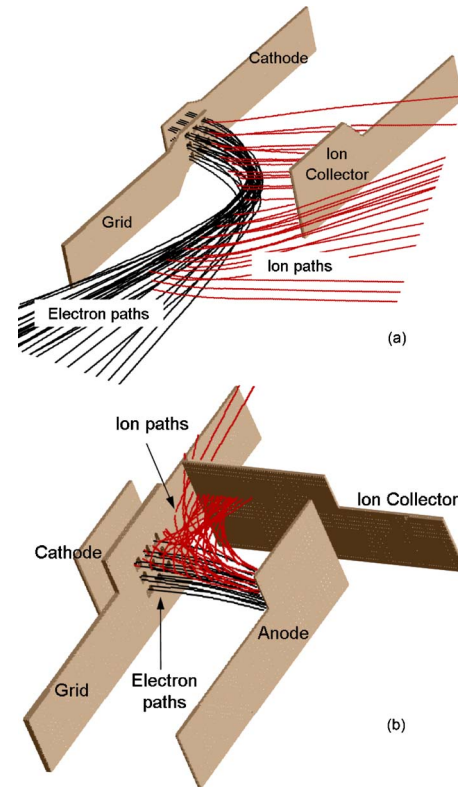 Cathode
Ion
Collector
Grid
Ion paths
Electron paths
(a)
Ion paths
Ion Collector
Cathode
Anode
Electron
paths
Grid
(b)